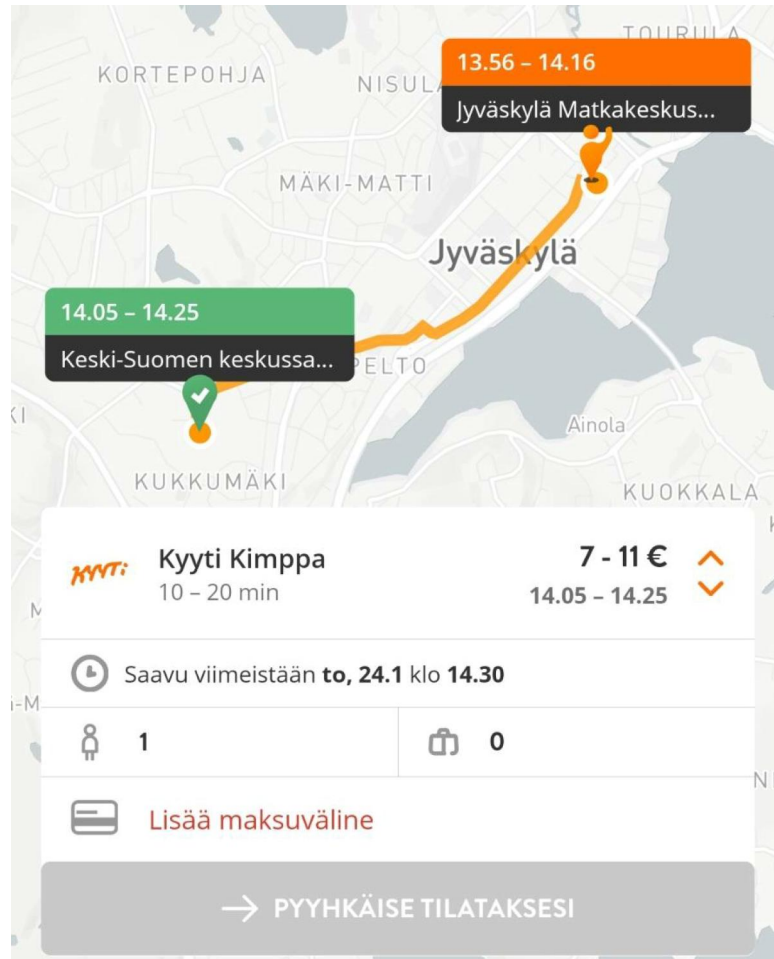 TOURULA
13.56 – 14.16
KORTEPOHJA
NISUL
Jyväskylä Matkakeskus...
MÄKI-MATTI
Jyväskylä
14.05 – 14.25
Keski-Suomen keskussa...
PELTO
KI
Ainola
KUKKUMÄKI
KUOKKALA
KYYTI
Kyyti Kimppa
7 - 11 €
10 – 20 min
14.05 – 14.25
M
Saavu viimeistään to, 24.1 klo 14.30
-M
1
0
N
Lisää maksuväline
→ PYYHKÄISE TILATAKSESI